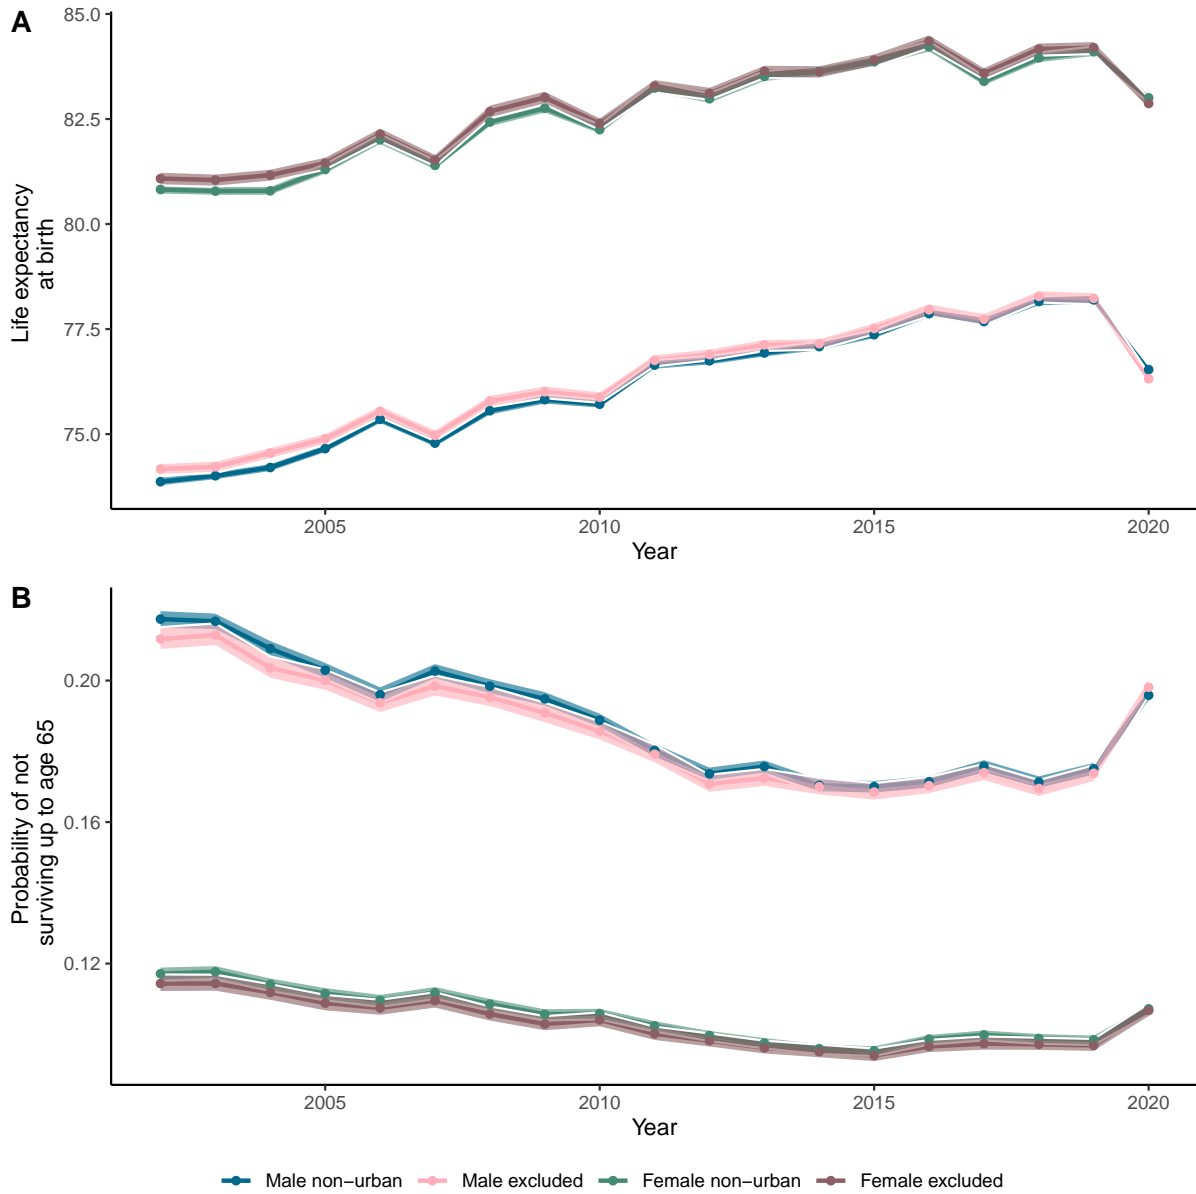 A
85.0
82.5
80.0
77.5
75.0
Life expectancy
at birth
2005 2010 2015 2020
Year
B
0.20
0.16
0.12
Probability of not
surviving up to age 65
2005 2010 2015 2020
Year
Male non−urban Male excluded Female non−urban Female excluded